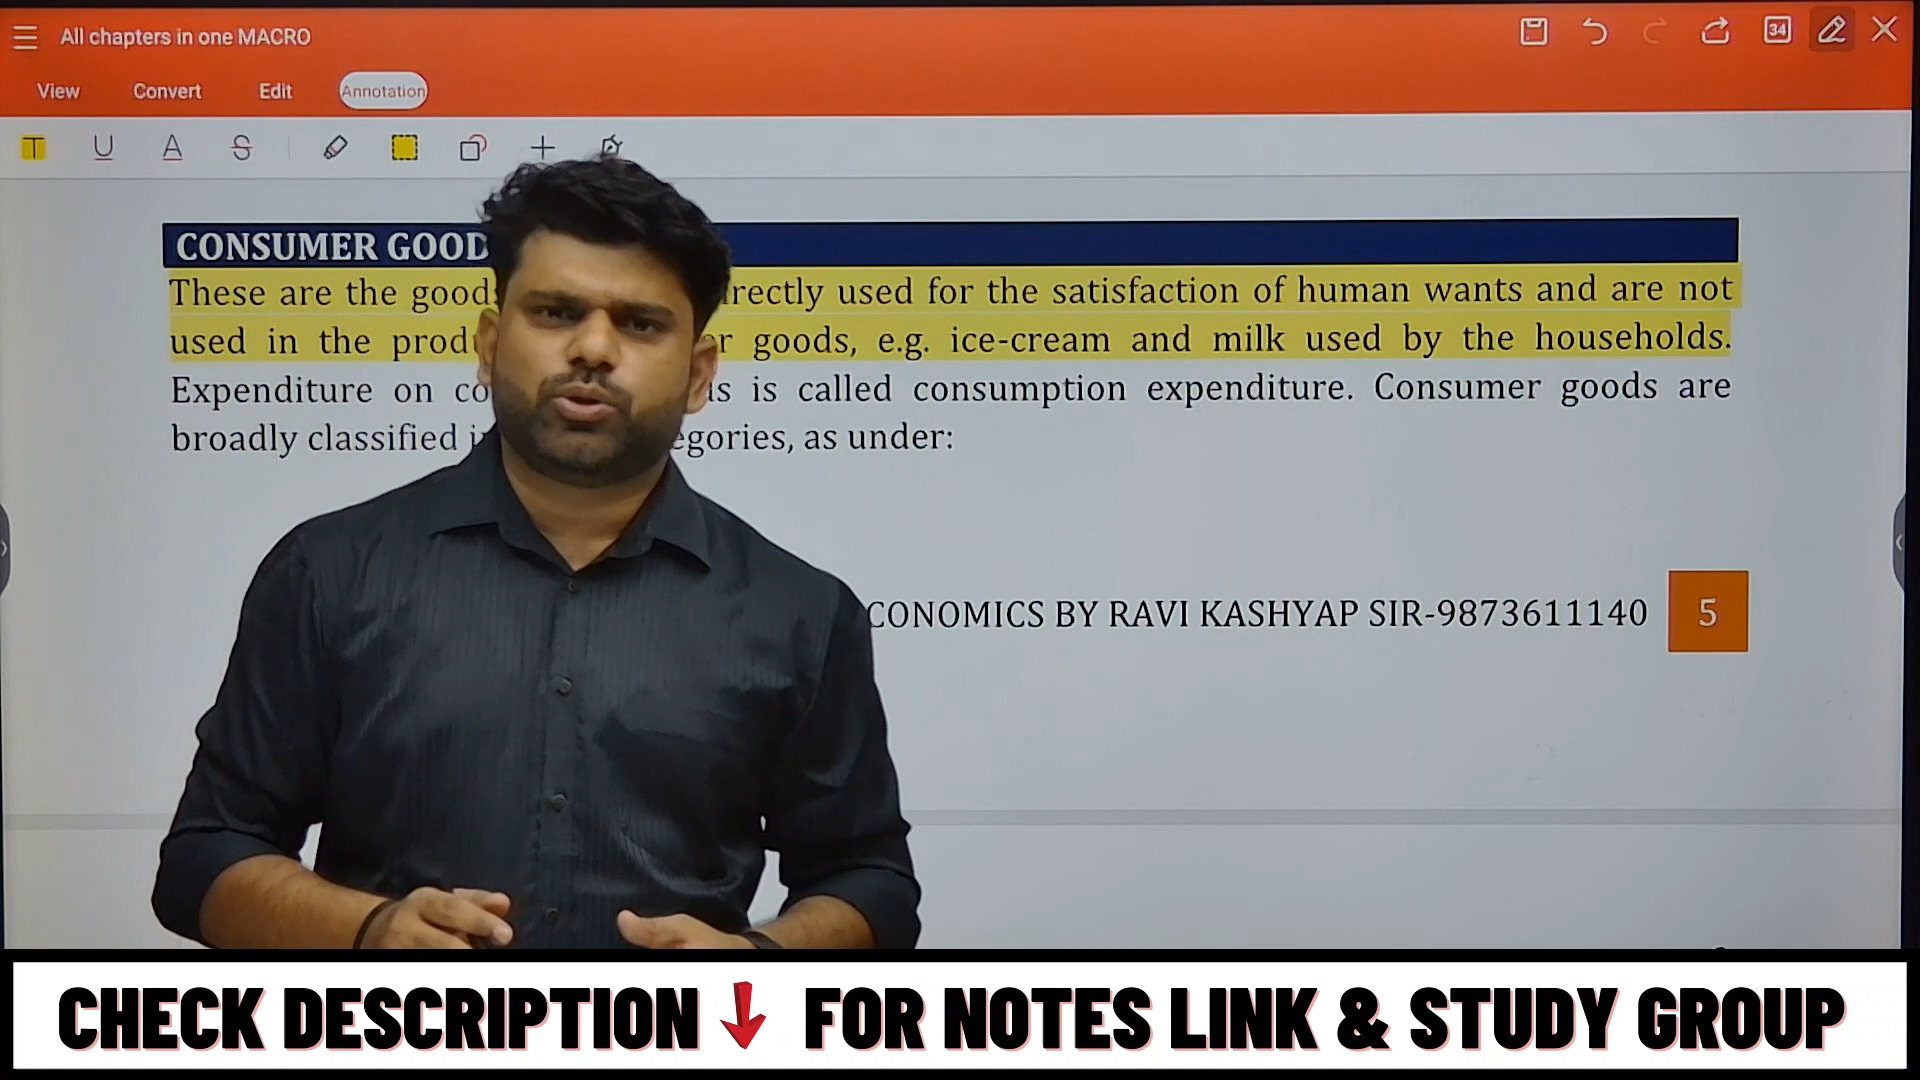 All chapters in one MACRO
34
View Convert Edit Annotation
T U A S
CONSUMER GOOD
These are the good rectly used for the satisfaction of human wants and are not
used in the prod r goods, e.g. ice-cream and milk used by the households.
Expenditure on co is called consumption expenditure. Consumer goods are
broadly classified egories, as under:
CONOMICS BY RAVI KASHYAP SIR-9873611140 5
CHECK DESCRIPTION FOR NOTES LINK & STUDY GROUP